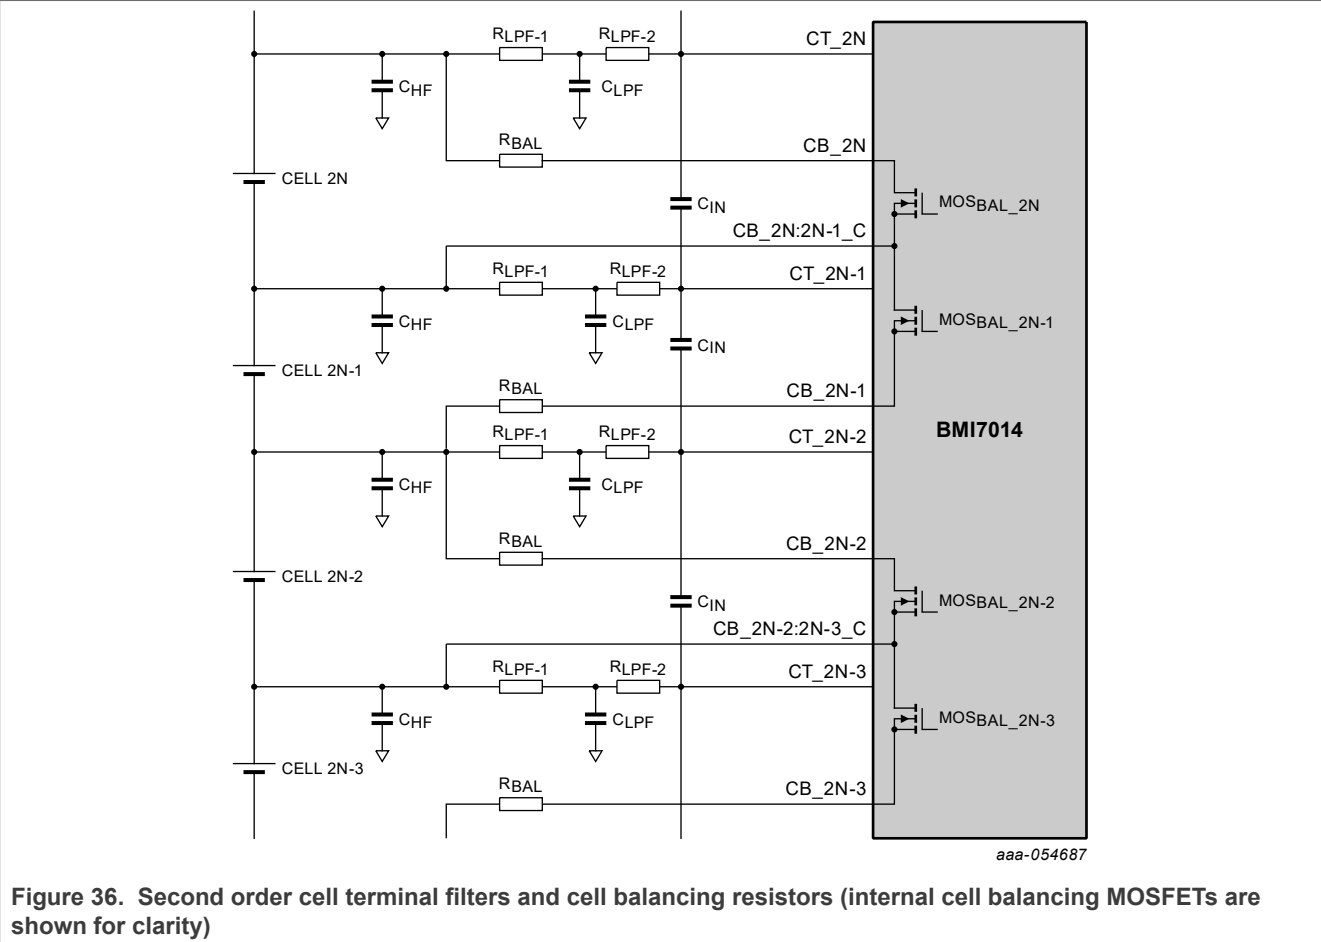 RLPF-1 RLPF-2 CT_2N
CHF CLPF
RBAL CB_2N
CELL 2N
CIN MOSBAL_2N
CB_2N:2N-1_C
RLPF-1 RLPF-2 CT_2N-1
CHF CLPF MOSBAL_2N-1
CIN
CELL 2N-1
RBAL CB_2N-1
RLPF-1 RLPF-2 CT_2N-2 BMI7014
CHF CLPF
RBAL CB_2N-2
CELL 2N-2
CIN MOSBAL_2N-2
CB_2N-2:2N-3_C
RLPF-1 RLPF-2 CT_2N-3
CHF CLPF MOSBAL_2N-3
CELL 2N-3
RBAL CB_2N-3
aaa-054687
Figure 36. Second order cell terminal filters and cell balancing resistors (internal cell balancing MOSFETs are
shown for clarity)